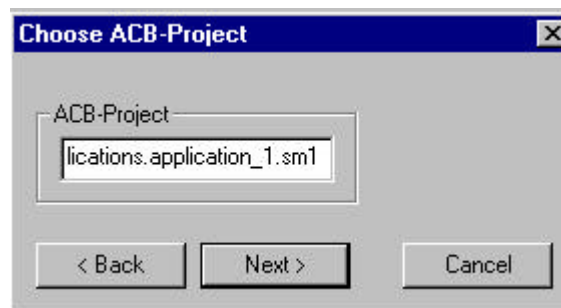 Choose ACB-Project
ACB-Project
lications.application_1.sm1
< Back Next > Cancel